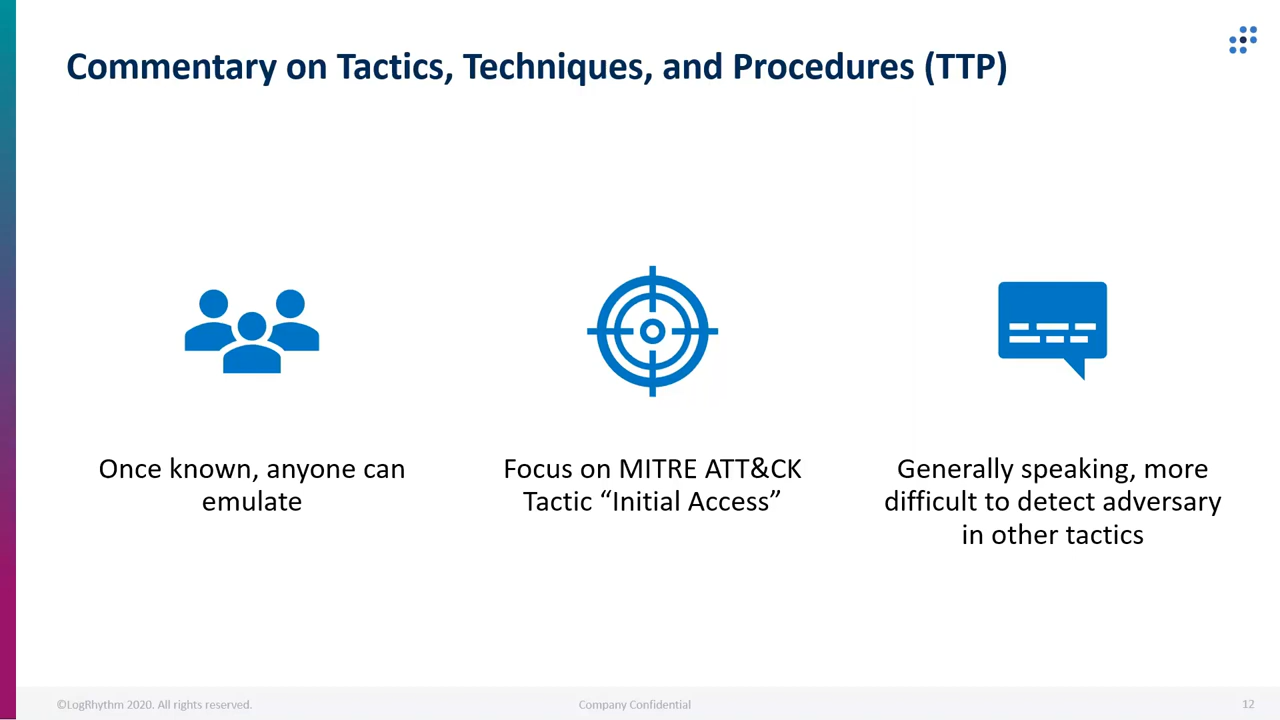 Commentary on Tactics, Techniques, and Procedures (TTP)
Once known, anyone can
emulate
Focus on MITRE ATT&CK
Tactic “Initial Access”
Generally speaking, more
difficult to detect adversary
in other tactics
©LogRhythm 2020. All rights reserved.
Company Confidential
12